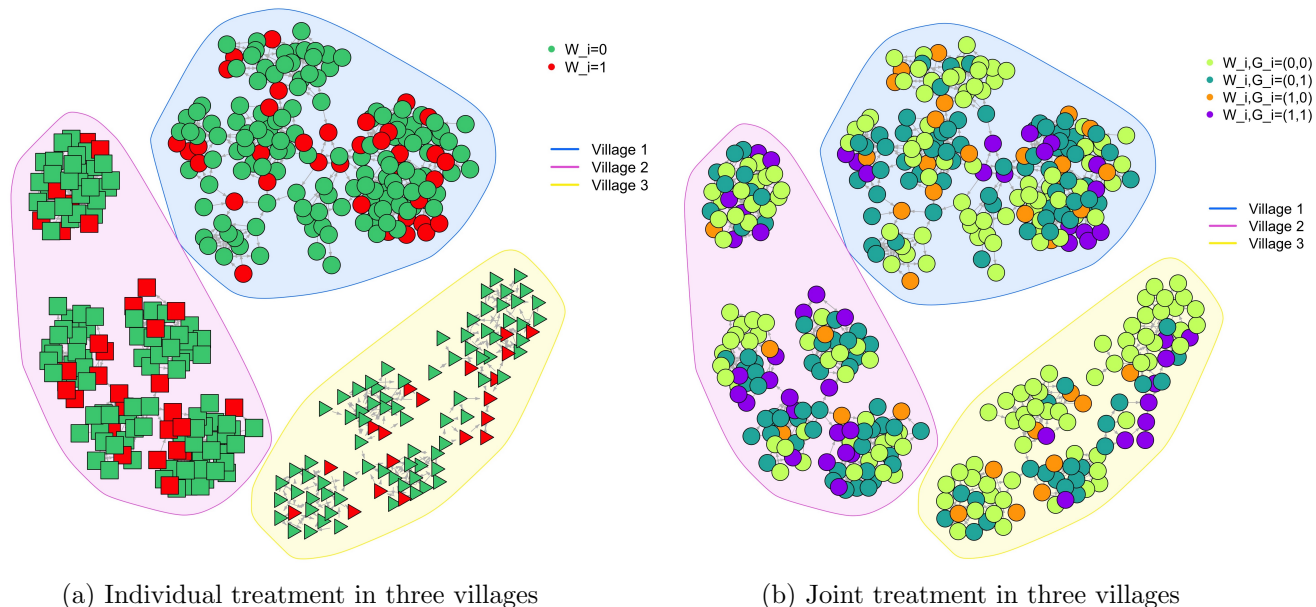 W_i=0
W_i=1
Village 1
Village 2
Village 3
(a) Individual treatment in three villages
W_i,G_i=(0,0)
W_i,G_i=(0,1)
W_i,G_i=(1,0)
W_i,G_i=(1,1)
Village 1
Village 2
Village 3
(b) Joint treatment in three villages